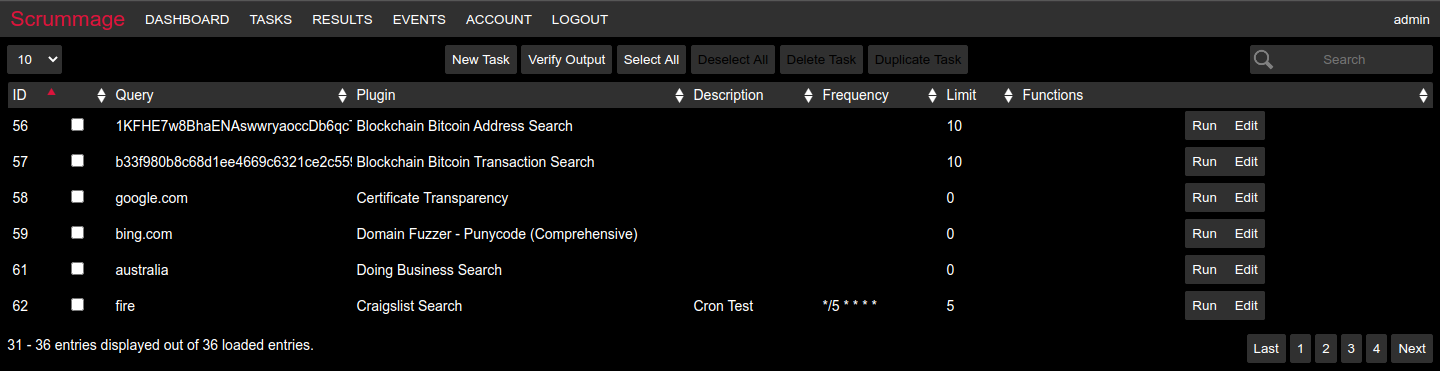 Scrummage DASHBOARD TASKS RESULTS EVENTS ACCOUNT LOGOUT admin
10 New Task Verify Output Select All Deselect All Delete Task Duplicate Task Search
ID Query Plugin Description Frequency Limit Functions
56 1KFHE7w8BhaENAswwryaoccDb6qc Blockchain Bitcoin Address Search 10 Run Edit
57 b33f980b8c68d1ee4669c6321ce2c559 Blockchain Bitcoin Transaction Search 10 Run Edit
58 google.com Certificate Transparency 0 Run Edit
59 bing.com Domain Fuzzer - Punycode (Comprehensive) 0 Run Edit
61 australia Doing Business Search 0 Run Edit
62 fire Craigslist Search Cron Test */5 * * * * 5 Run Edit
31 - 36 entries displayed out of 36 loaded entries. Last 1 2 3 4 Next